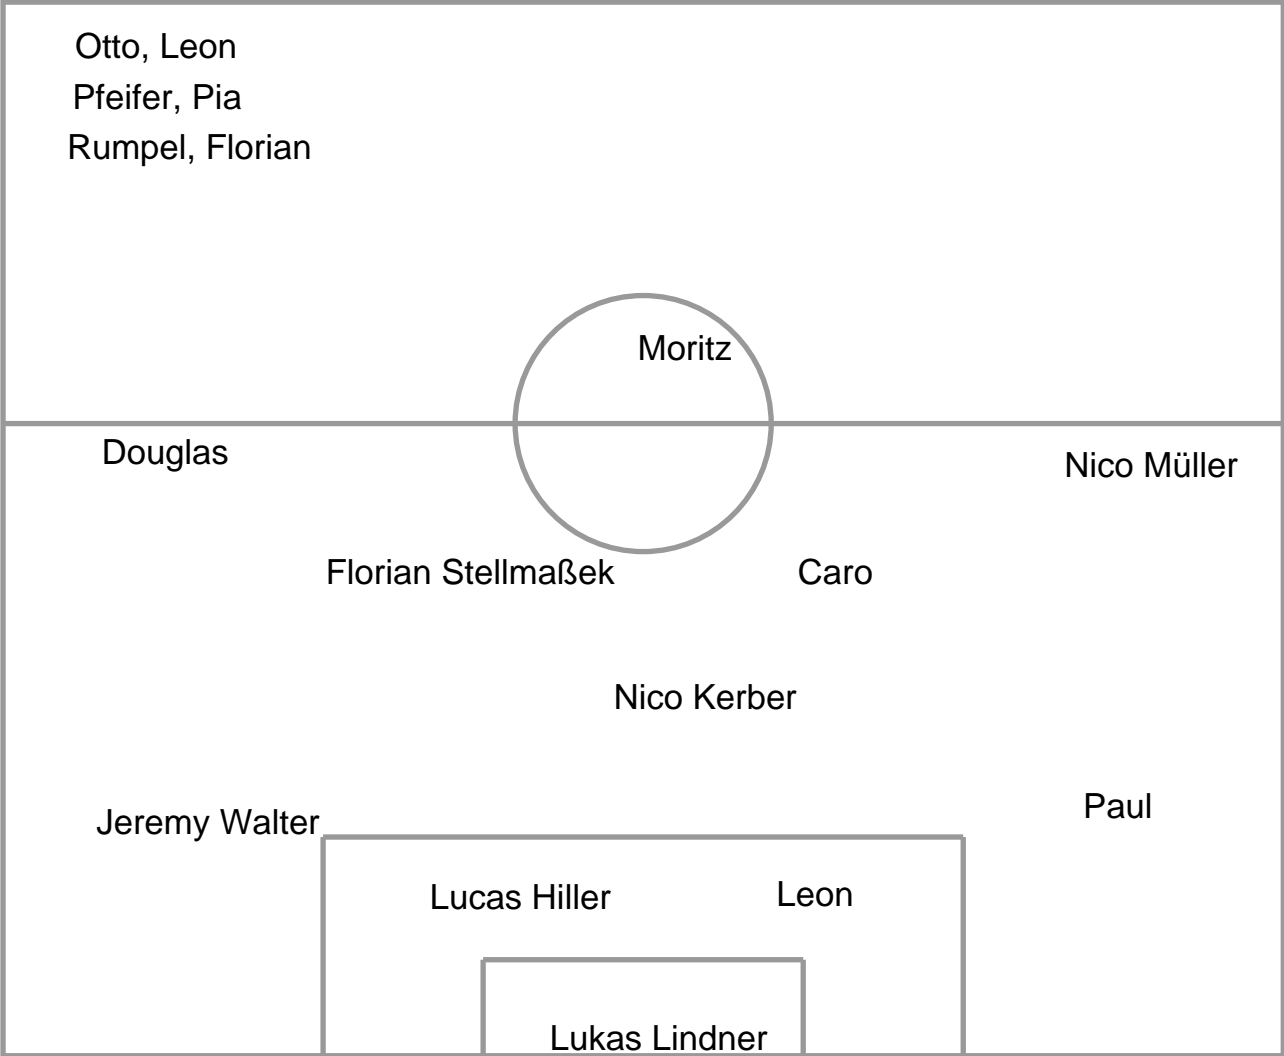 Otto, Leon
Pfeifer, Pia
Rumpel, Florian
Moritz
Douglas
Nico Müller
Florian Stellmaßek
Caro
Nico Kerber
Jeremy Walter
Paul
Lucas Hiller
Leon
Lukas Lindner